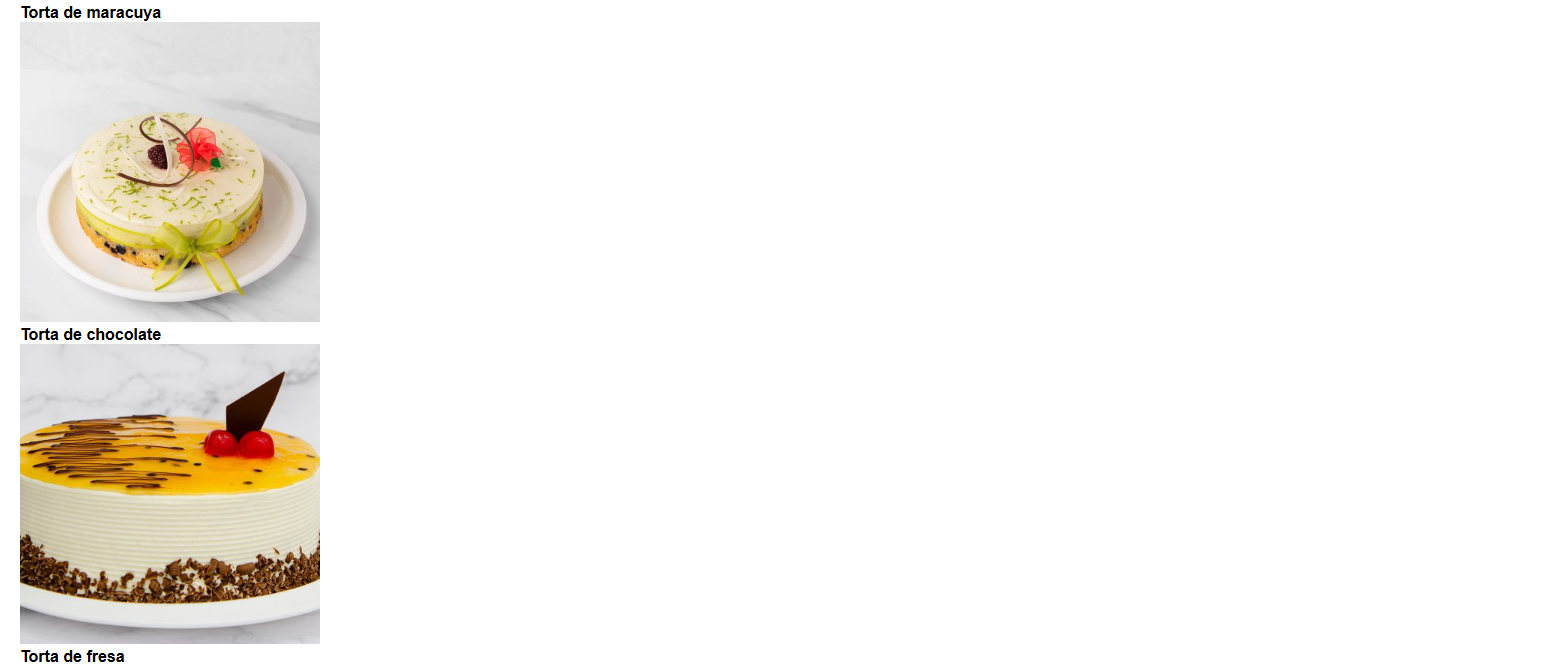 Torta de maracuya
Torta de chocolate
Torta de fresa